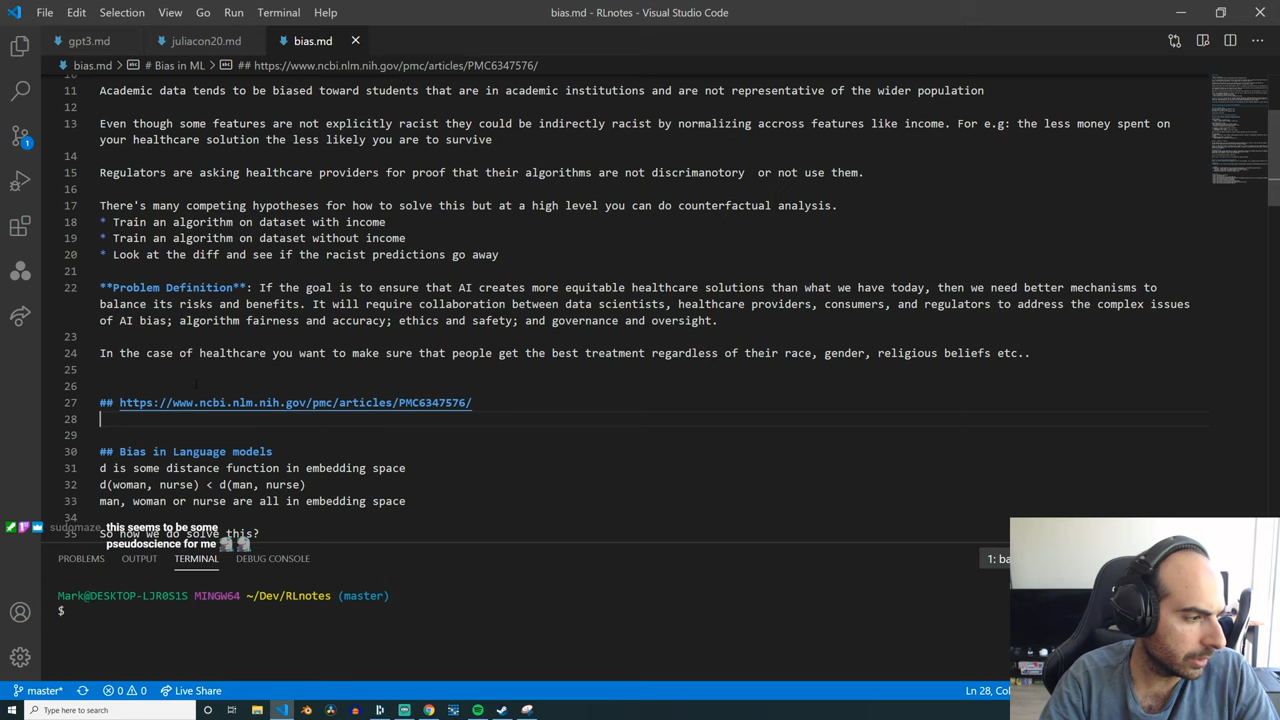 File Edit Selection View Go Run Terminal Help
bias.md - RLnotes - Visual Studio Code
gpt3.md juliacon20.md bias.md
bias.md > # Bias in ML > ## https://www.ncbi.nlm.nih.gov/pmc/articles/PMC6347576/
11 Academic data tends to be biased towards students that are in academic institutions and are not representative of the wider population
12
13 Even though some features are not explicitly racist they could be indirectly racist by normalizing accross features like income. For e.g: the less money spent on
your healthcare solution the less likely you are to survive
14
15 Regulators are asking healthcare providers for proof that their algorithms are not discrimanotory or none of them.
16
17 There's many competing hypotheses for how to solve this but at a high level you can do counterfactual analysis.
18 * Train an algorithm on dataset with income
19 * Train an algorithm on dataset without income
20 * Look at the diff and see if the racist predictions go away
21
22 **Problem Definition**: If the goal is to ensure that AI creates more equitable healthcare solutions than what we have today, then we need better mechanisms to
balance its risks and benefits. It will require collaboration between data scientists, healthcare providers, consumers, and regulators to address the complex issues
of AI bias; algorithm fairness and accuracy; ethics and safety; and governance and oversight.
23
24 In the case of healthcare you want to make sure that people get the best treatment regardless of their race, gender, religious beliefs etc..
25
26
27 ## https://www.ncbi.nlm.nih.gov/pmc/articles/PMC6347576/
28
29
30 ## Bias in Language models
31 d is some distance function in embedding space
32 d(woman, nurse) < d(man, nurse)
33 man, woman or nurse are all in embedding space
34
35 So how we do solve this?
sudomaze this seems to be some
pseudoscience for me
PROBLEMS OUTPUT TERMINAL DEBUG CONSOLE
1: ba
Mark@DESKTOP-LJR0S1S MINGW64 ~/Dev/RLnotes (master)
$
master* 0 0 Live Share
Ln 28, Col
Type here to search